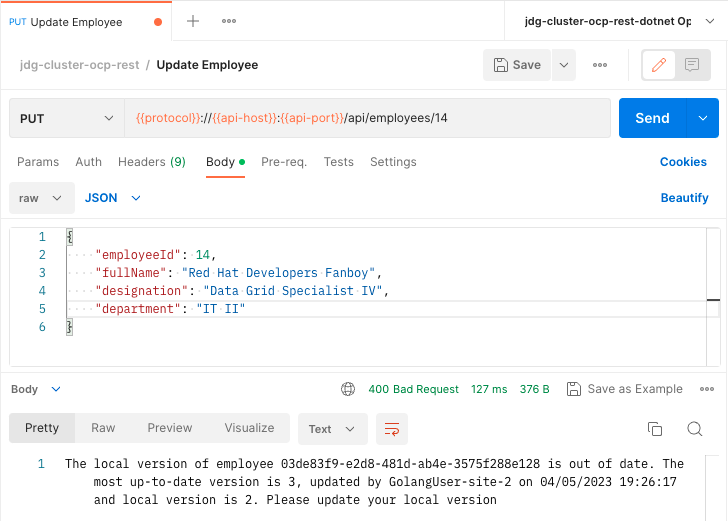 PUT Update Employee
jdg-cluster-ocp-rest-dotnet Op
jdg-cluster-ocp-rest / Update Employee
Save
PUT
{{protocol}}://{{api-host}}:{{api-port}}/api/employees/14
Send
Params Auth Headers (9) Body Pre-req. Tests Settings Cookies
raw JSON Beautify
1 {
2 "employeeId": 14,
3 "fullName": "Red Hat Developers Fanboy",
4 "designation": "Data Grid Specialist IV",
5 "department": "IT II"
6 }
Body 400 Bad Request 127 ms 376 B Save as Example
Pretty Raw Preview Visualize Text
1 The local version of employee 03de83f9-e2d8-481d-ab4e-3575f288e128 is out of date. The
most up-to-date version is 3, updated by GolangUser-site-2 on 04/05/2023 19:26:17
and local version is 2. Please update your local version